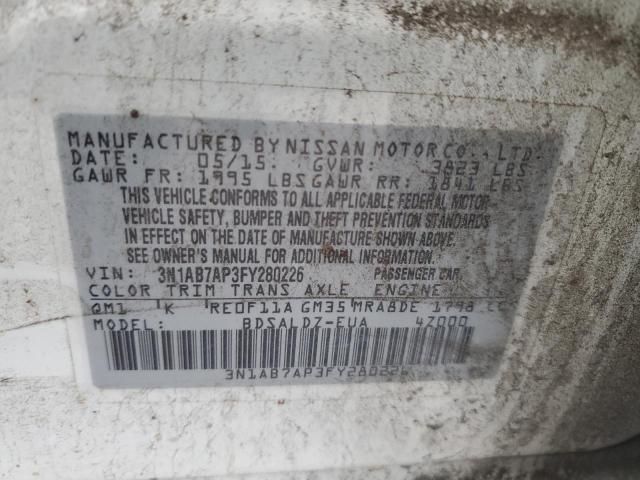 MANUFACTURED BY NISSAN MOTOR CO., LTD.
DATE: 05/15 GVWR: 3823 LBS
GAWR FR: 1995 LBS GAWR RR: 1841 LBS
THIS VEHICLE CONFORMS TO ALL APPLICABLE FEDERAL MOTOR
VEHICLE SAFETY, BUMPER AND THEFT PREVENTION STANDARDS
IN EFFECT ON THE DATE OF MANUFACTURE SHOWN ABOVE.
SEE OWNER'S MANUAL FOR ADDITIONAL INFORMATION.
VIN: 3N1AB7AP3FY280226 PASSENGER CAR
COLOR TRIM TRANS AXLE ENGINE
QM1 K RE0F11A GM35 MRA8DE 1798 CC
MODEL: BDSALDZ-EUA 4Z000
3N1AB7AP3FY280226